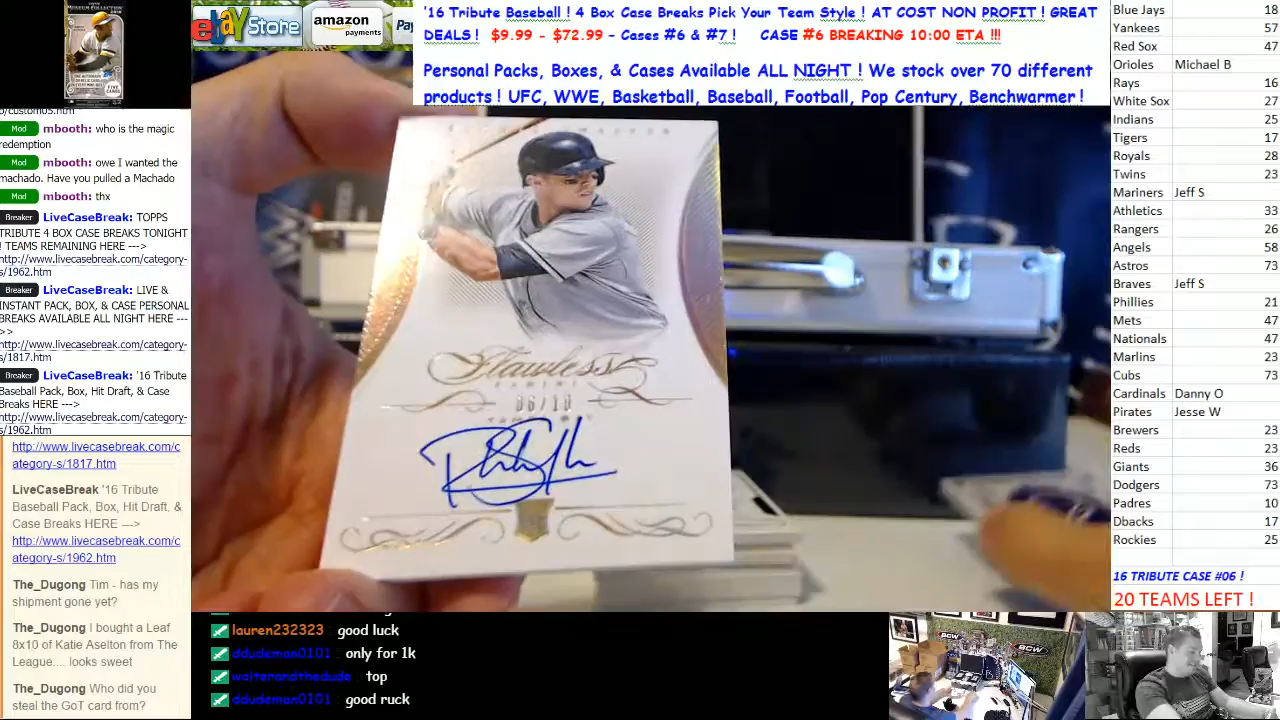 ebay Store
amazon
payments
Pay
'16 Tribute Baseball ! 4 Box Case Breaks Pick Your Team Style ! AT COST NON PROFIT ! GREAT
DEALS ! $9.99 - $72.99 – Cases #6 & #7 ! CASE #6 BREAKING 10:00 ETA !!!
Personal Packs, Boxes, & Cases Available ALL NIGHT ! We stock over 70 different
products ! UFC, WWE, Basketball, Baseball, Football, Pop Century, Benchwarmer !
Mod mbooth: who is the magic
redemption
Mod mbooth: owe I wanted the
machado. Have you pulled a Machado
Mod mbooth: thx
Breaker LiveCaseBreak: TOPPS
TRIBUTE 4 BOX CASE BREAKS TONIGHT
! TEAMS REMAINING HERE --->
http://www.livecasebreak.com/category-
s/1962.htm
Breaker LiveCaseBreak: LIVE &
INSTANT PACK, BOX, & CASE PERSONAL
BREAKS AVAILABLE ALL NIGHT HERE ---
>>
http://www.livecasebreak.com/category-
s/1817.htm
Breaker LiveCaseBreak: '16 Tribute
Baseball Pack, Box, Hit Draft, & Case
Breaks HERE --->
http://www.livecasebreak.com/category-
s/1962.htm
http://www.livecasebreak.com/c
ategory-s/1817.htm
LiveCaseBreak '16 Tribute
Baseball Pack, Box, Hit Draft, &
Case Breaks HERE --->
http://www.livecasebreak.com/c
ategory-s/1962.htm
The_Dugong Tim - has my
shipment gone yet?
The_Dugong I bought a Leaf
8x10 of Katie Aselton from The
League.... looks sweet
The_Dugong Who did you
steal the GoT card from?
Flawless
PANINI
06/10
lauren232323 good luck
ddudeman0101 : only for 1k
walterandthedude : top
ddudeman0101 : good ruck
BCW
Blue Jays 18
Yankees 57
Red Sox 47
Orioles Michael B
Rays 16
White Sox 27
Indians 25
Tigers 17
Royals 28
Twins 23
Mariners Jeff S
Athletics 33
Rangers 26
Angels 58
Astros 73
Braves Jeff S
Phillies 21
Mets 47
Nationals 47
Marlins 23
Cubs 73
Cardinals Danny O
Pirates Jesse W
Brewers 23
Reds 23
Giants 36
Dodgers 73
Padres 10
Dbacks 17
Rockies 25
16 TRIBUTE CASE #06 !
20 TEAMS LEFT !